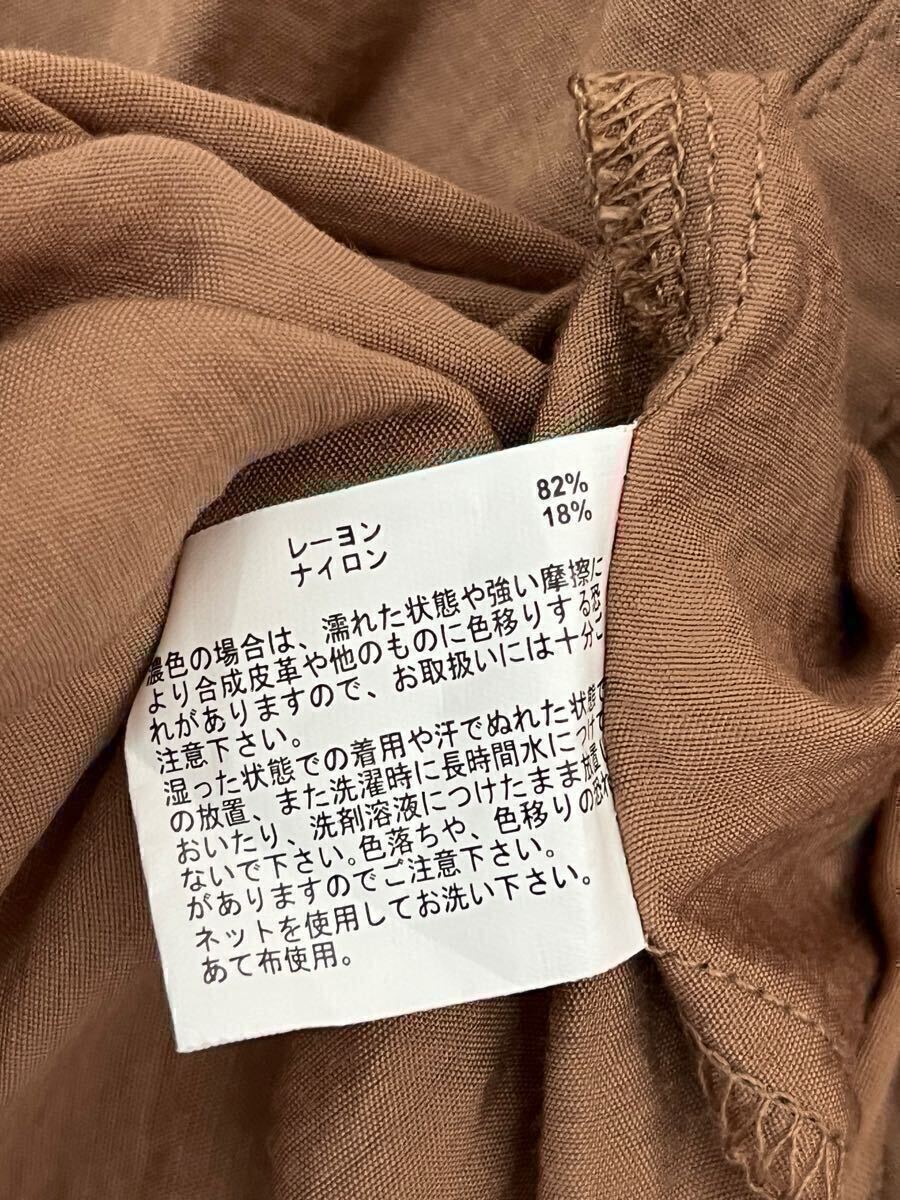 レーヨン 82%
ナイロン 18%
濃色の場合は、濡れた状態や強い摩擦に
より合成皮革や他のものに色移りする恐
れがありますので、お取扱いには十分ご
注意下さい。
湿った状態での着用や汗でぬれた状態で
の放置、また洗濯時に長時間水につけて
おいたり、洗剤溶液につけたまま放置し
ないで下さい。色落ちや、色移りの恐れ
がありますのでご注意下さい。
ネットを使用してお洗い下さい。
あて布使用。